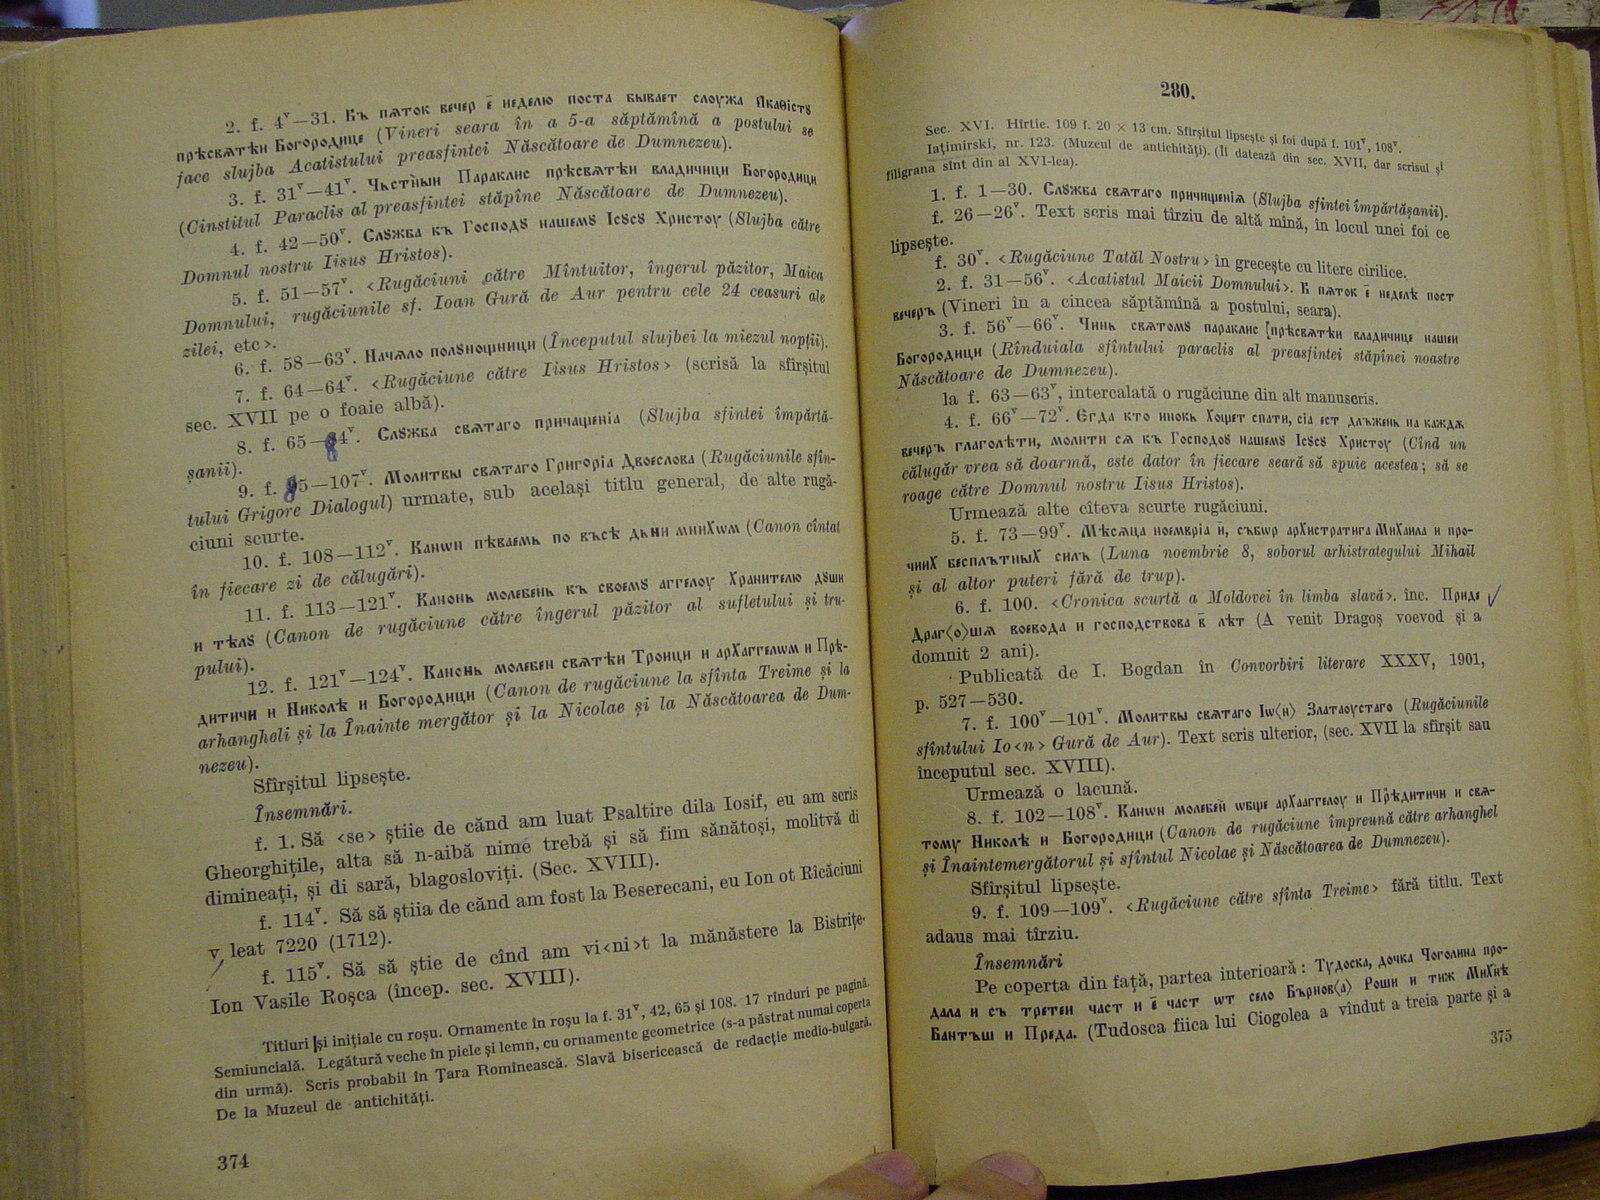 2. f. 4ᵛ—31. Въ пѧток вечер є҃ неделю поста бывает слоужа Якаѳістꙋ
прѣсвѧтѣи Богородице (Vineri seara în a 5-a săptămînă a postului se
face slujba Acatistului preasfintei Născătoare de Dumnezeu).
3. f. 31ᵛ—41ᵛ. Чьстныи Параклис прѣсвѧтѣи владичици Богородици
(Cinstitul Paraclis al preasfintei stăpîne Născătoare de Dumnezeu).
4. f. 42—50ᵛ. Слꙋжба къ Господꙋ нашемꙋ Ісꙋсꙋ Христоу (Slujba către
Domnul nostru Iisus Hristos).
5. f. 51—57ᵛ. <Rugăciuni către Mîntuitor, îngerul păzitor, Maica
Domnului, rugăciunile sf. Ioan Gură de Aur pentru cele 24 ceasuri ale
zilei, etc>.
6. f. 58—63ᵛ. Начѧло полꙋнощници (Începutul slujbei la miezul nopții).
7. f. 64—64ᵛ. <Rugăciune către Iisus Hristos> (scrisă la sfîrșitul
sec. XVII pe o foaie albă).
8. f. 65—84ᵛ. Слꙋжба свѧтаго причащеніа (Slujba sfintei împărtă-
șanii).
9. f. 85—107ᵛ. Молитвы свѧтаго Григоріа Двоеслова (Rugăciunile sfîn-
tului Grigore Dialogul) urmate, sub același titlu general, de alte rugă-
ciuni scurte.
10. f. 108—112ᵛ. Канѡн пѣваемь по въсѣ дьни мнихѡм (Canon cîntat
în fiecare zi de călugări).
11. f. 113—121ᵛ. Канонь молебень къ своемꙋ аггелоу Хранителю дꙋши
и тѣлꙋ (Canon de rugăciune către îngerul păzitor al sufletului și tru-
pului).
12. f. 121ᵛ—124ᵛ. Канонь молебен свѧтѣи Троици и архаггелѡм и Прѣ-
дитичи и Николѣ и Богородици (Canon de rugăciune la sfînta Treime și la
arhangheli și la Înainte mergător și la Nicolae și la Născătoarea de Dum-
nezeu).
Sfîrșitul lipsește.
Însemnări.
f. 1. Să <se> știie de cănd am luat Psaltire dila Iosif, eu am scris
Gheorghițile, alta să n-aibă nime trebă și să fim sănătoși, molitvă di
dimineați, și di sară, blagosloviți. (Sec. XVIII).
f. 114ᵛ. Să să știia de cănd am fost la Beserecani, eu Ion ot Rîcăciuni
v leat 7220 (1712).
f. 115ᵛ. Să să știe de cînd am vi<ni>t la mănăstere la Bistrițe.
Ion Vasile Roșca (încep. sec. XVIII).
Titluri și inițiale cu roșu. Ornamente în roșu la f. 31ᵛ, 42, 65 și 108. 17 rînduri pe pagină.
Semiuncială. Legătură veche în piele și lemn, cu ornamente geometrice (s-a păstrat numai coperta
din urmă). Scris probabil în Țara Romînească. Slavă bisericească de redacție medio-bulgară.
De la Muzeul de antichități.
374
280.
Sec. XVI. Hîrtie. 109 f. 20 × 13 cm. Sfîrșitul lipsește și foi după f. 101ᵛ, 108ᵛ.
Iațimirski, nr. 123. (Muzeul de antichități). (Îl datează din sec. XVII, dar scrisul și
filigrana sînt din al XVI-lea).
1. f. 1—30. Слꙋжба свѧтаго причищеніѧ (Slujba sfintei împărtășanii).
f. 26—26ᵛ. Text scris mai tîrziu de altă mînă, în locul unei foi ce
lipsește.
f. 30ᵛ. <Rugăciune Tatăl Nostru> în grecește cu litere cirilice.
2. f. 31—56ᵛ. <Acatistul Maicii Domnului>. В пѧток є҃ неделѣ пост
вечеръ (Vineri în a cincea săptămînă a postului, seara).
3. f. 56ᵛ—66ᵛ. Чинь свѧтомꙋ параклис [прѣсвѧтѣи владичице нашеи
Богородици (Rînduiala sfîntului paraclis al preasfintei stăpînei noastre
Născătoare de Dumnezeu).
la f. 63—63ᵛ, intercalată o rugăciune din alt manuscris.
4. f. 66ᵛ—72ᵛ. Егда кто инокь Хощет спати, сіа ест длъжень на каждѧ
вечеръ глаголѣти, молити сѧ къ Господоу нашемꙋ Ісꙋсꙋ Христоу (Cînd un
călugăr vrea să doarmă, este dator în fiecare seară să spuie acestea; să se
roage către Domnul nostru Iisus Hristos).
Urmează alte cîteva scurte rugăciuni.
5. f. 73—99ᵛ. Мѣсѧца ноемвріа и҃, събѡр архистратига Михаила и про-
чиих бесплътных силъ (Luna noembrie 8, soborul arhistrategului Mihail
și al altor puteri fără de trup).
6. f. 100. <Cronica scurtă a Moldovei în limba slavă>. înc. Приде
Драг<о>шѧ воевода и господствова в҃ лѣт (A venit Dragoș voevod și a
domnit 2 ani).
Publicată de I. Bogdan în Convorbiri literare XXXV, 1901,
p. 527—530.
7. f. 100ᵛ—101ᵛ. Молитвы свѧтаго Іѡ<н> Златаоустаго (Rugăciunile
sfîntului Io<n> Gură de Aur). Text scris ulterior, (sec. XVII la sfîrșit sau
începutul sec. XVIII).
Urmează o lacună.
8. f. 102—108ᵛ. Канѡн молебен ѡбще архааггелоу и Прѣдитичи и свѧ-
тому Николѣ и Богородици (Canon de rugăciune împreună către arhanghel
și Înaintemergătorul și sfîntul Nicolae și Născătoarea de Dumnezeu).
Sfîrșitul lipsește.
9. f. 109—109ᵛ. <Rugăciune către sfînta Treime> fără titlu. Text
adaus mai tîrziu.
Însemnări
Pe coperta din față, partea interioară: Тудоска, дочка Чоголина про-
дала и съ третеи част и є҃ част ѡт село Бърнов<а> Роши и тиж Михнѣ
Бантъш и Преда. (Tudosca fiica lui Ciogolea a vîndut a treia parte și a
375